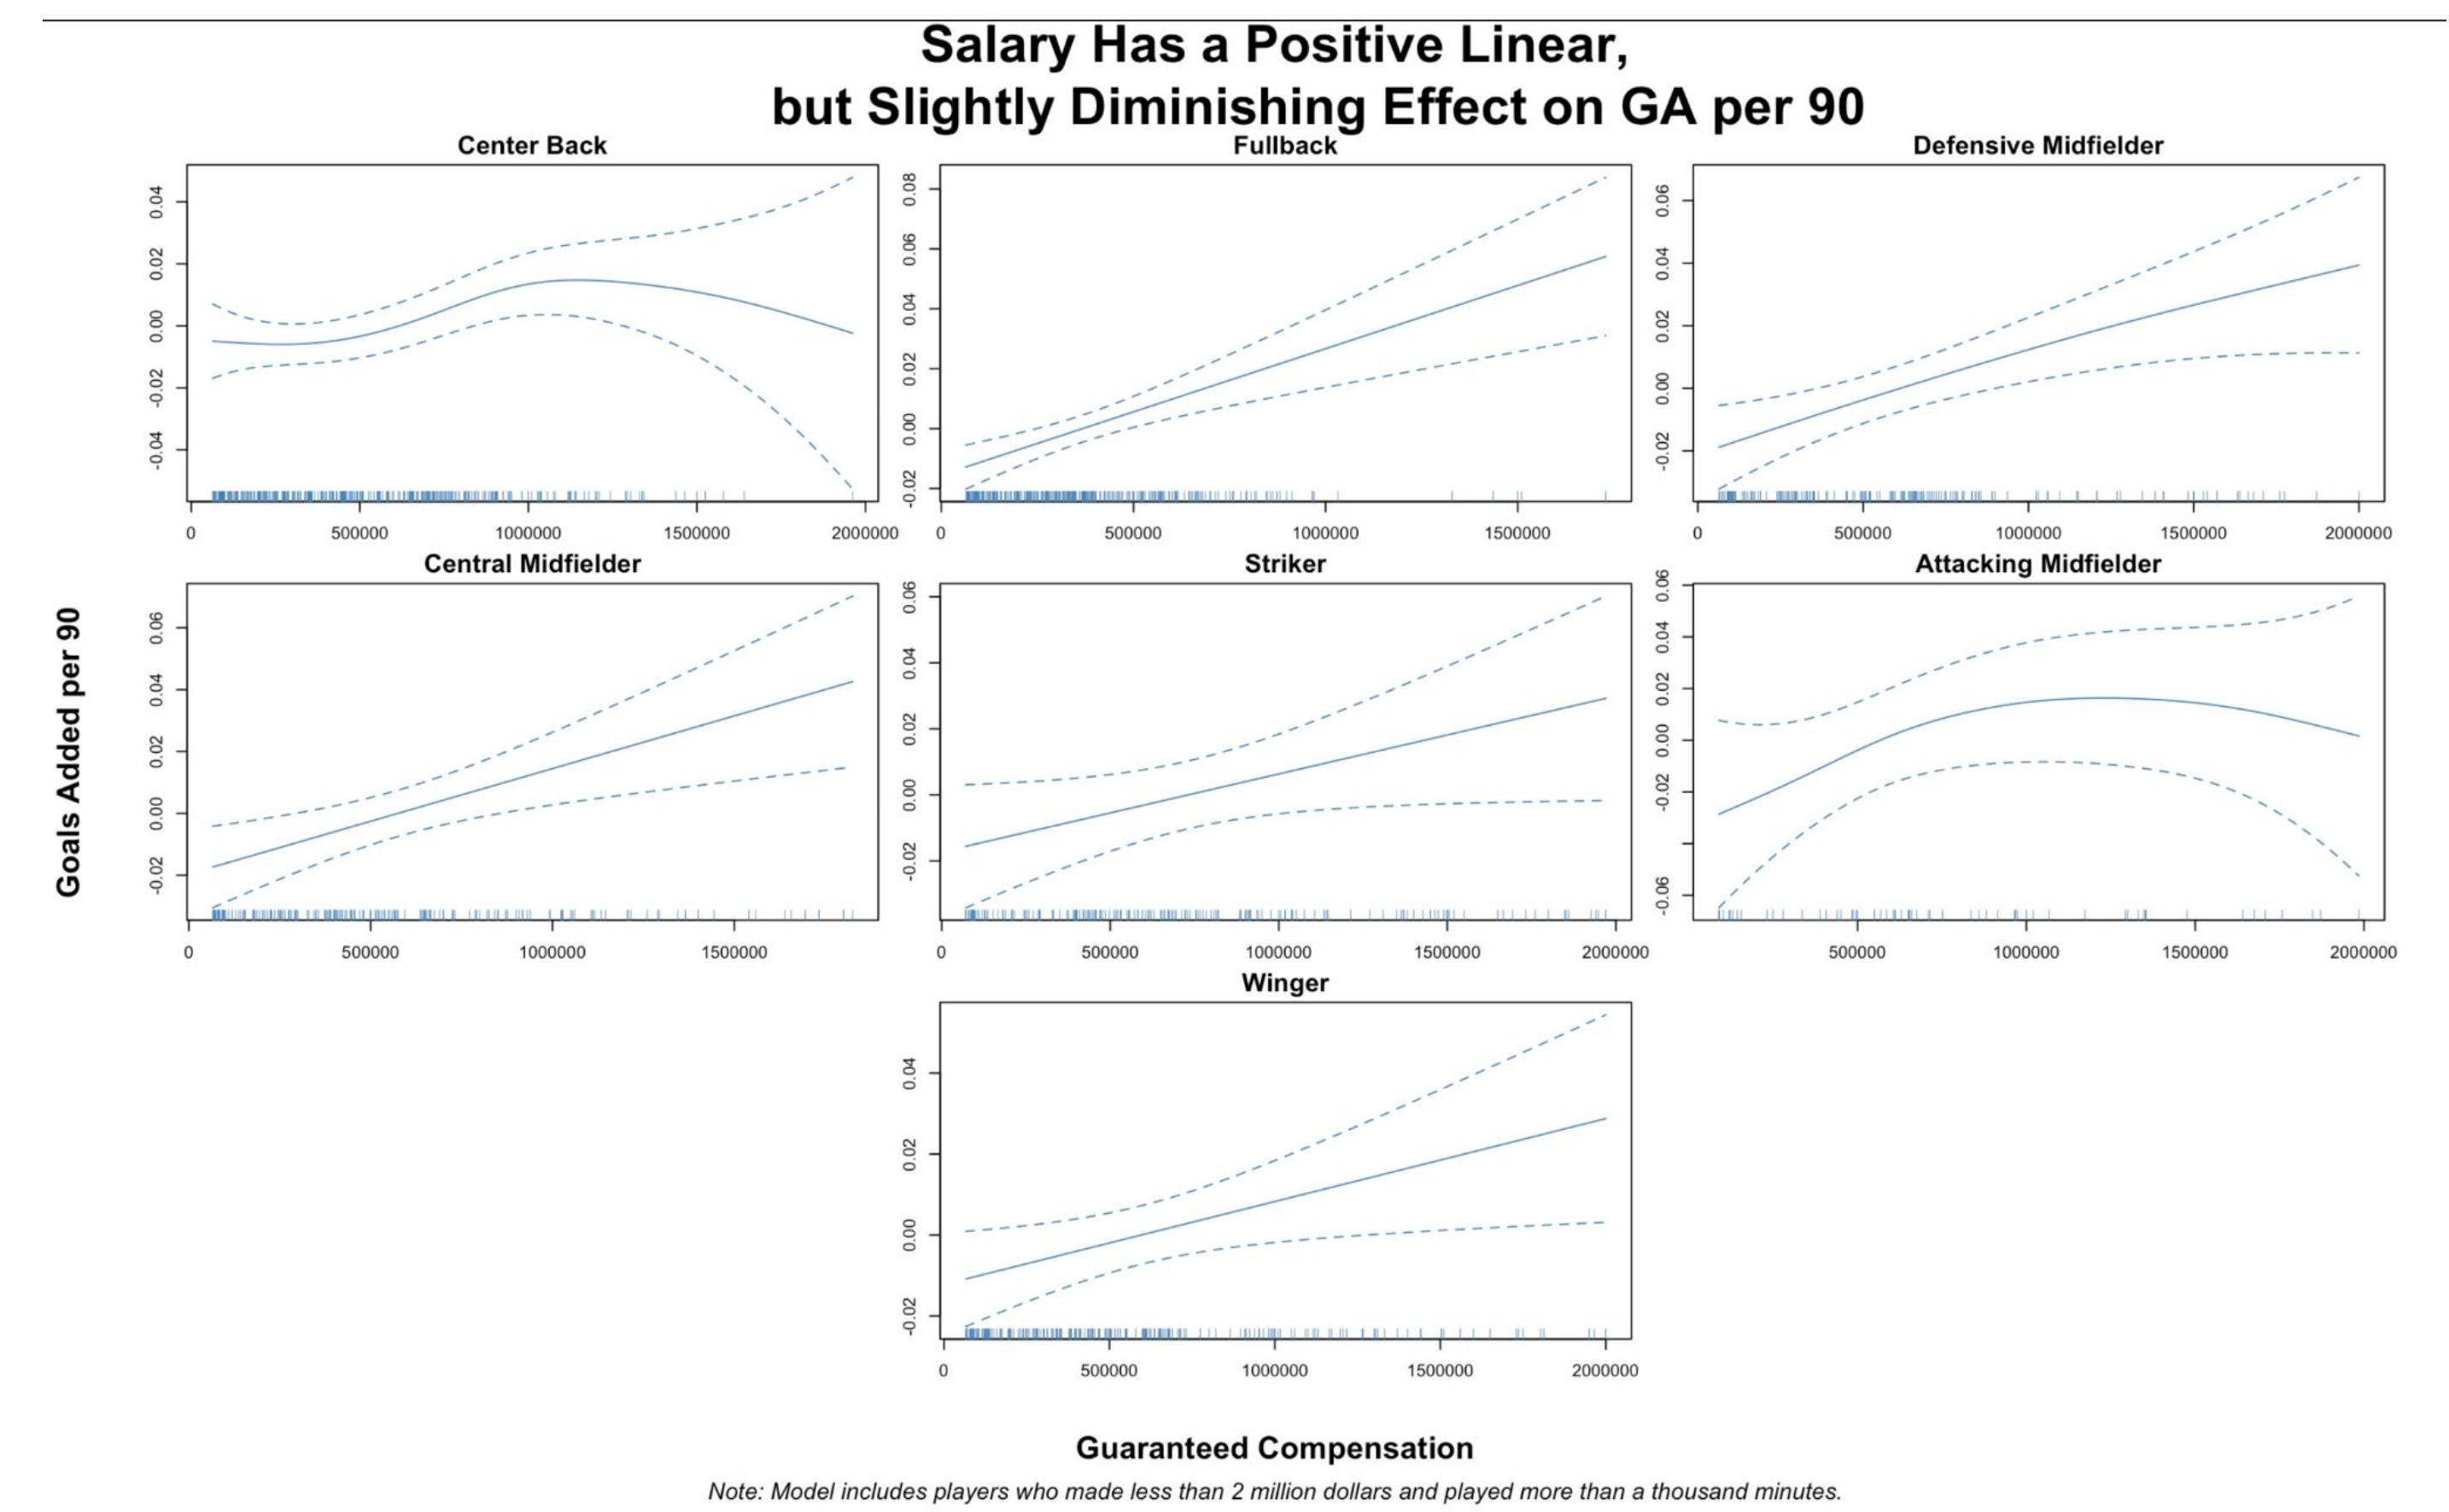 Salary Has a Positive Linear,
but Slightly Diminishing Effect on GA per 90
Center Back
0.04
0.02
0.00
-0.02
-0.04
0 500000 1000000 1500000 2000000
Fullback
0.08
0.06
0.04
0.02
0.00
-0.02
0 500000 1000000 1500000
Defensive Midfielder
0.06
0.04
0.02
0.00
-0.02
0 500000 1000000 1500000 2000000
Goals Added per 90
Central Midfielder
0.06
0.04
0.02
0.00
-0.02
0 500000 1000000 1500000
Striker
0.06
0.04
0.02
0.00
-0.02
0 500000 1000000 1500000 2000000
Attacking Midfielder
0.06
0.04
0.02
0.00
-0.02
-0.06
500000 1000000 1500000 2000000
Winger
0.04
0.02
0.00
-0.02
0 500000 1000000 1500000 2000000
Guaranteed Compensation
Note: Model includes players who made less than 2 million dollars and played more than a thousand minutes.